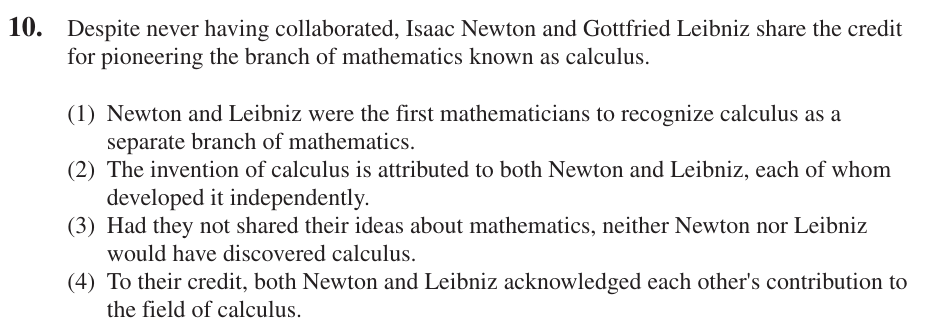 10. Despite never having collaborated, Isaac Newton and Gottfried Leibniz share the credit
for pioneering the branch of mathematics known as calculus.
(1) Newton and Leibniz were the first mathematicians to recognize calculus as a
separate branch of mathematics.
(2) The invention of calculus is attributed to both Newton and Leibniz, each of whom
developed it independently.
(3) Had they not shared their ideas about mathematics, neither Newton nor Leibniz
would have discovered calculus.
(4) To their credit, both Newton and Leibniz acknowledged each other's contribution to
the field of calculus.